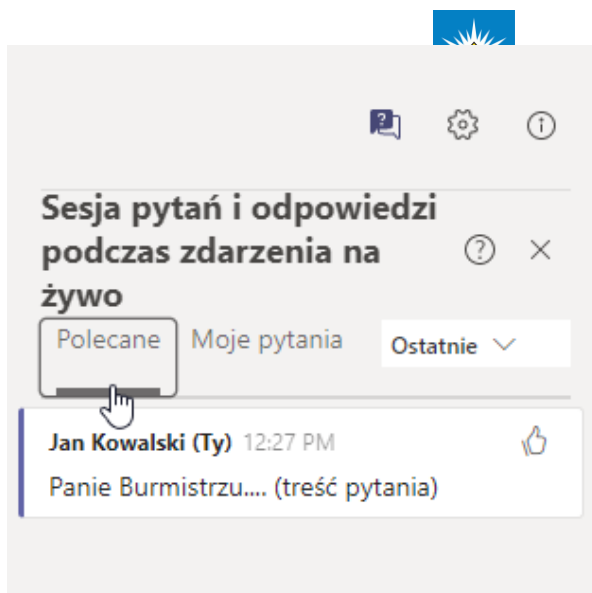 Sesja pytań i odpowiedzi
podczas zdarzenia na
żywo
Polecane Moje pytania Ostatnie
Jan Kowalski (Ty) 12:27 PM
Panie Burmistrzu.... (treść pytania)